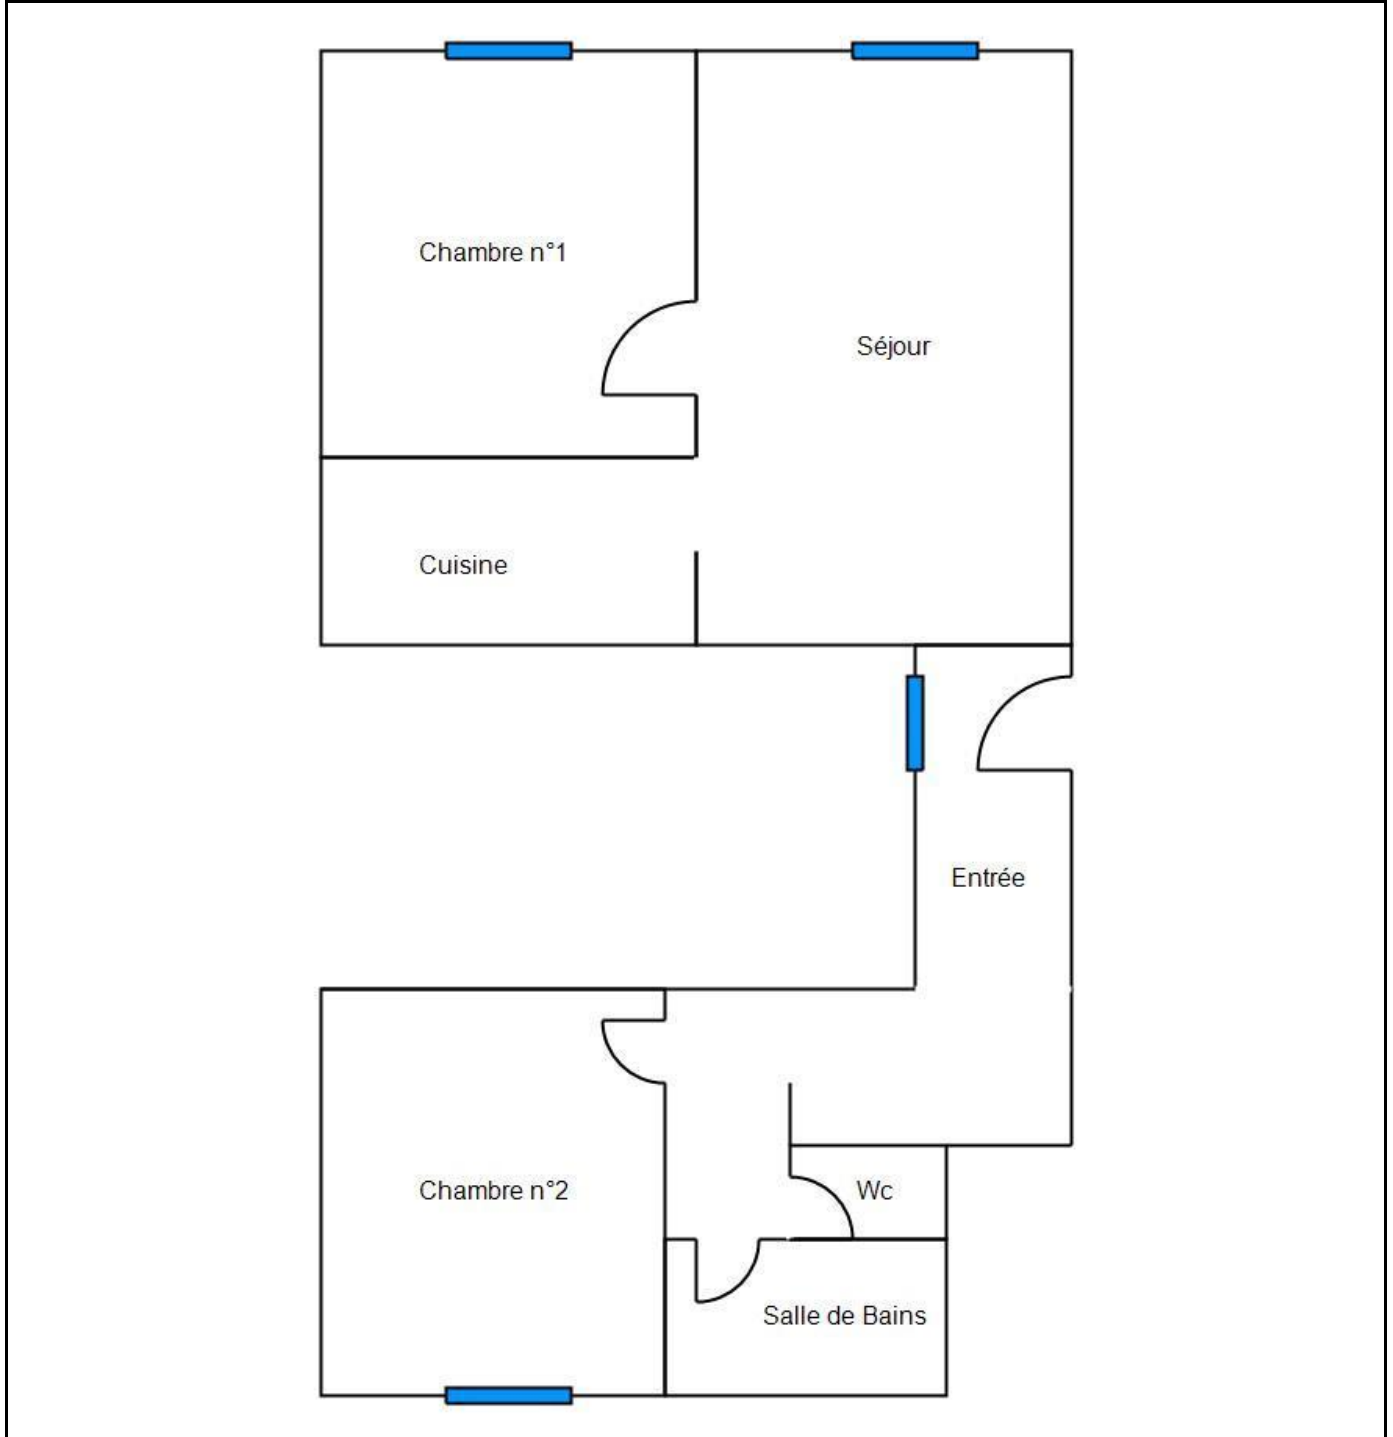 Chambre n°1
Séjour
Cuisine
Entrée
Chambre n°2
Wc
Salle de Bains